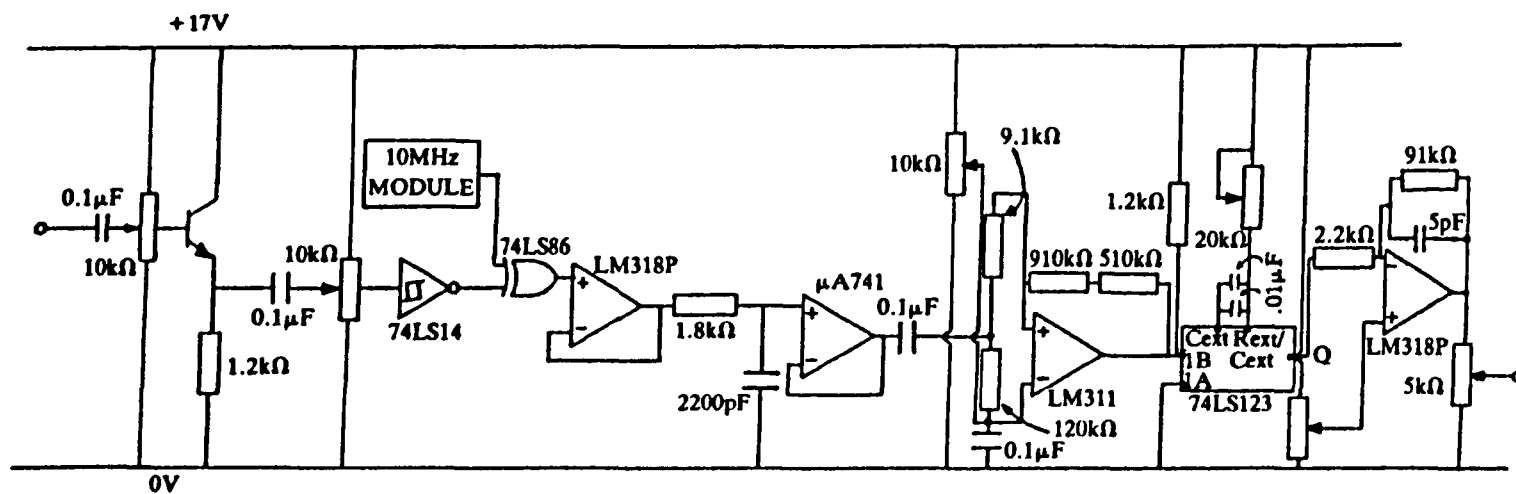 +17V
0.1μF
10kΩ
1.2kΩ
0.1μF
10kΩ
74LS14
10MHz
MODULE
74LS86
LM318P
1.8kΩ
2200pF
μA741
0.1μF
10kΩ
9.1kΩ
910kΩ 510kΩ
LM311
120kΩ
0.1μF
1.2kΩ
20kΩ
.01μF
Cext Rext/
1B Cext
1A
Q
74LS123
2.2kΩ
91kΩ
5pF
LM318P
5kΩ
0V